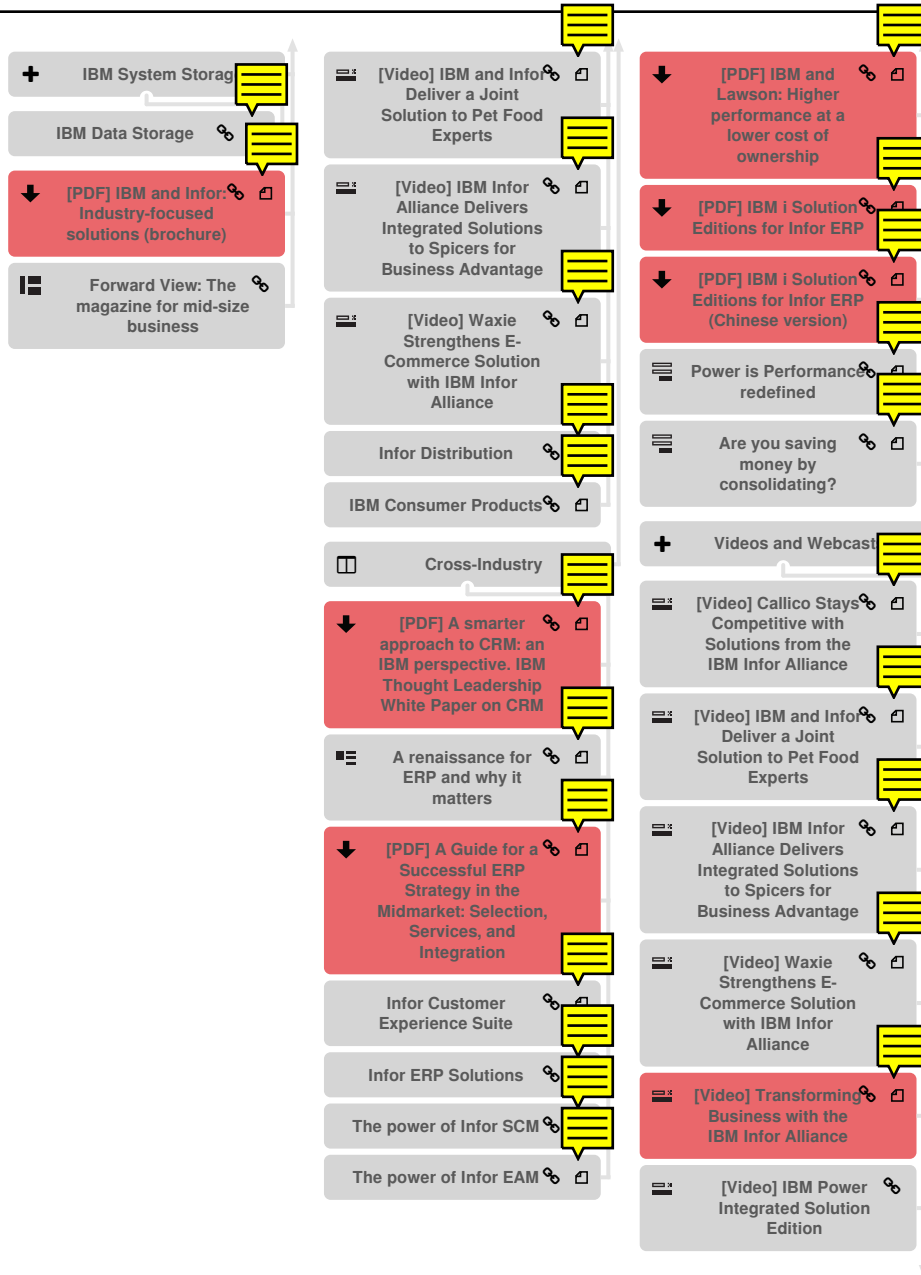 IBM System Storag
IBM Data Storage
[PDF] IBM and Infor:
Industry-focused
solutions (brochure)
Forward View: The
magazine for mid-size
business
[Video] IBM and Infor
Deliver a Joint
Solution to Pet Food
Experts
[Video] IBM Infor
Alliance Delivers
Integrated Solutions
to Spicers for
Business Advantage
[Video] Waxie
Strengthens E-
Commerce Solution
with IBM Infor
Alliance
Infor Distribution
IBM Consumer Products
Cross-Industry
[PDF] A smarter
approach to CRM: an
IBM perspective. IBM
Thought Leadership
White Paper on CRM
A renaissance for
ERP and why it
matters
[PDF] A Guide for a
Successful ERP
Strategy in the
Midmarket: Selection,
Services, and
Integration
Infor Customer
Experience Suite
Infor ERP Solutions
The power of Infor SCM
The power of Infor EAM
[PDF] IBM and
Lawson: Higher
performance at a
lower cost of
ownership
[PDF] IBM i Solution
Editions for Infor ERP
[PDF] IBM i Solution
Editions for Infor ERP
(Chinese version)
Power is Performance
redefined
Are you saving
money by
consolidating?
Videos and Webcast
[Video] Callico Stays
Competitive with
Solutions from the
IBM Infor Alliance
[Video] IBM and Infor
Deliver a Joint
Solution to Pet Food
Experts
[Video] IBM Infor
Alliance Delivers
Integrated Solutions
to Spicers for
Business Advantage
[Video] Waxie
Strengthens E-
Commerce Solution
with IBM Infor
Alliance
[Video] Transforming
Business with the
IBM Infor Alliance
[Video] IBM Power
Integrated Solution
Edition